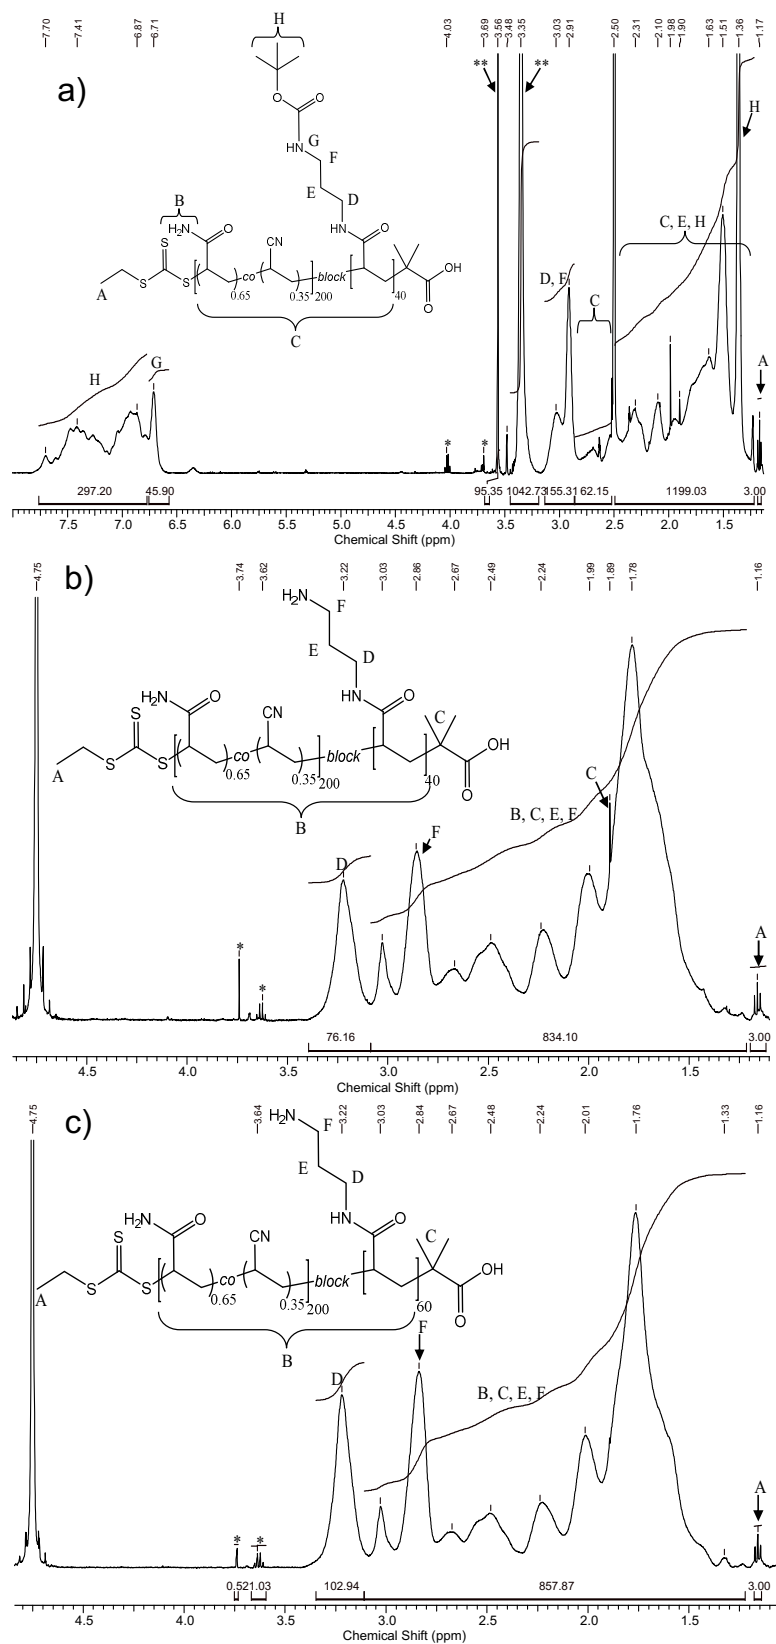 H
7.70 7.41 6.87 6.71 4.03 3.69 3.56 3.48 3.35 3.03 2.91 2.50 2.31 2.10 1.98 1.90 1.63 1.51 1.36 1.17
a)
** **
O O
HN G
F
E D
B
H₂N O CN HN O
S
A S S 0.65 co 0.35 200 block 40 OH
O
C
H
C, E, H
D, F
C
A
H G
* *
297.20 45.90 95.35 1042.73 155.31 62.15 1199.03 3.00
7.5 7.0 6.5 6.0 5.5 5.0 4.5 4.0 3.5 3.0 2.5 2.0 1.5
Chemical Shift (ppm)
4.75 3.74 3.62 3.22 3.03 2.86 2.67 2.49 2.24 1.99 1.89 1.78 1.16
b)
H₂N F
E D
H₂N O CN HN O C
S
A S S 0.65 co 0.35 200 block 40 OH
O
B
C
B, C, E, F
F
D
A
* *
76.16 834.10 3.00
4.5 4.0 3.5 3.0 2.5 2.0 1.5
Chemical Shift (ppm)
4.75 3.64 3.22 3.03 2.84 2.67 2.48 2.24 2.01 1.76 1.33 1.16
c)
H₂N F
E D
H₂N O CN HN O C
S
A S S 0.65 co 0.35 200 block 60 OH
O
B
F
D
B, C, E, F
A
* *
0.52 1.03 102.94 857.87 3.00
4.5 4.0 3.5 3.0 2.5 2.0 1.5
Chemical Shift (ppm)